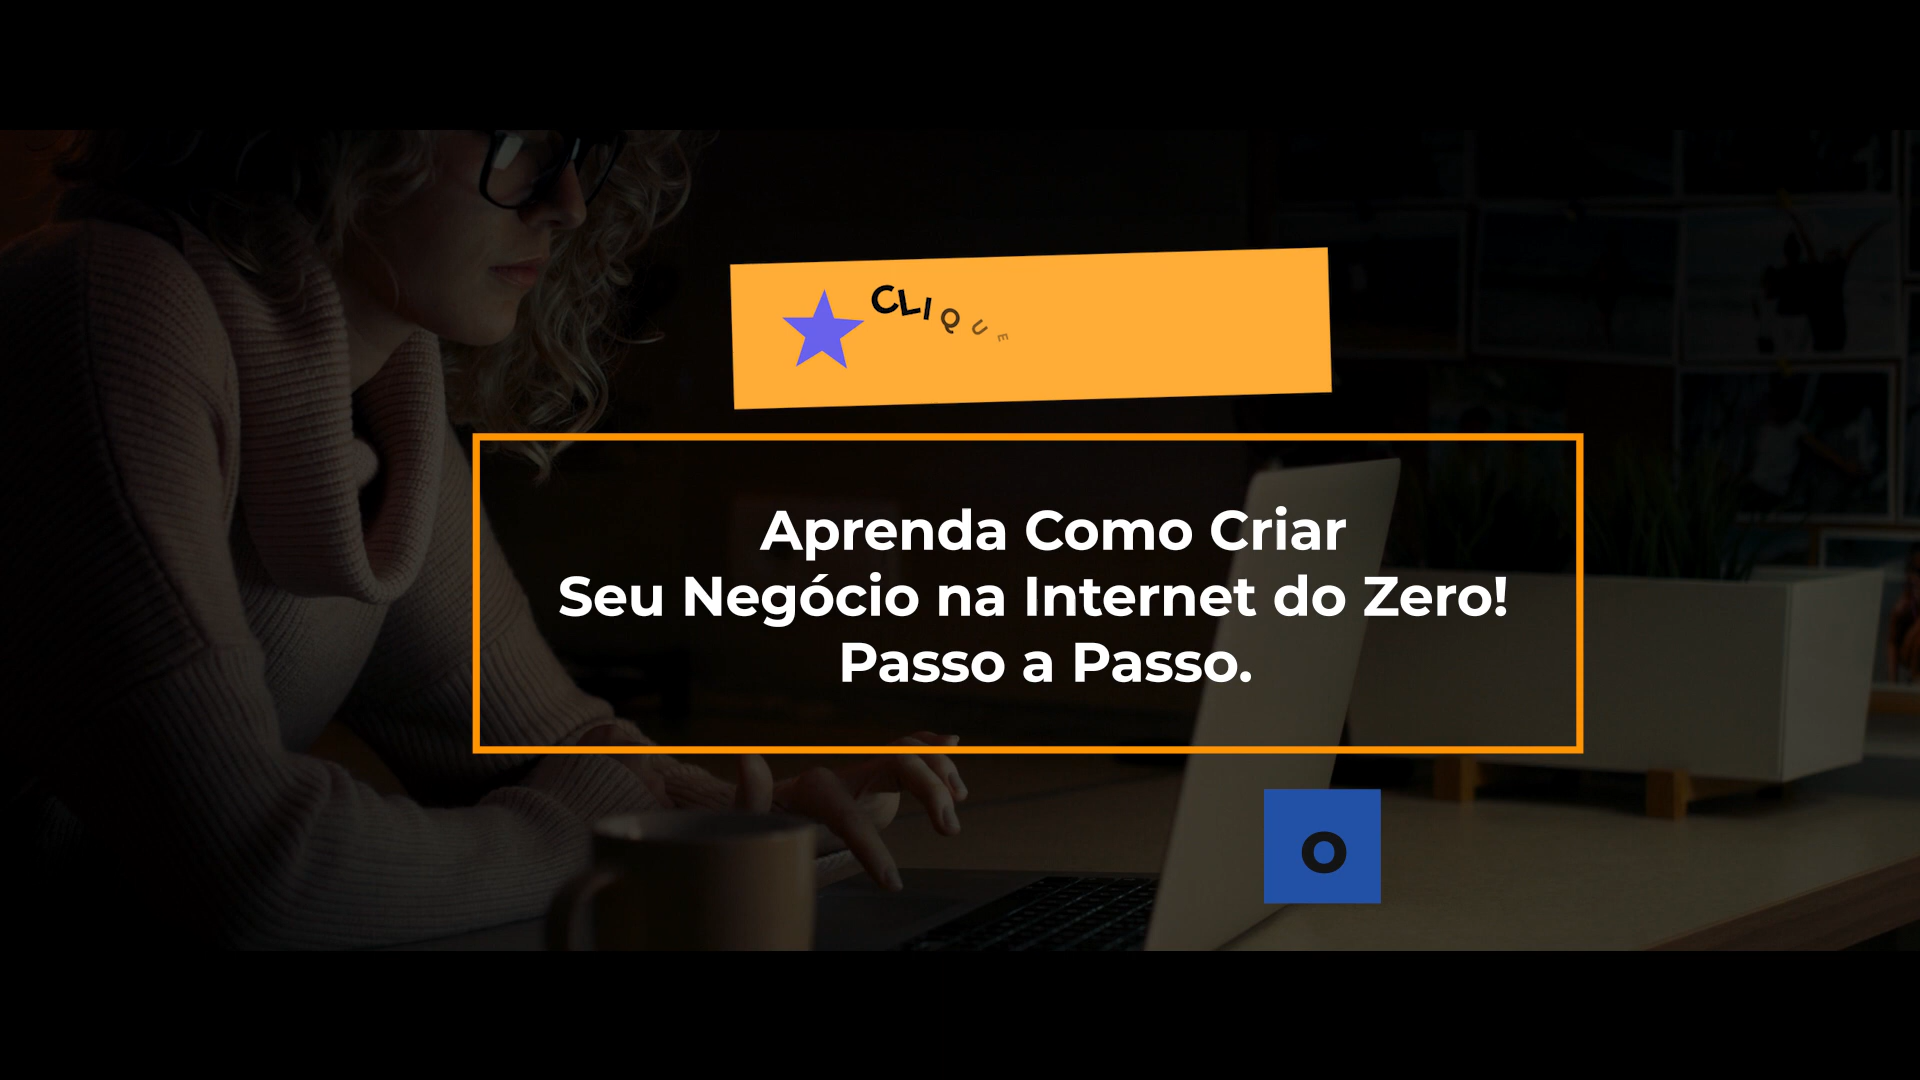 CLIQUE
Aprenda Como Criar
Seu Negócio na Internet do Zero!
Passo a Passo.
O